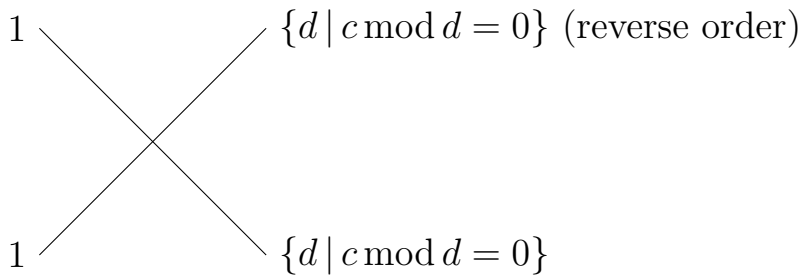 1 {d | c mod d = 0} (reverse order)
1 {d | c mod d = 0}